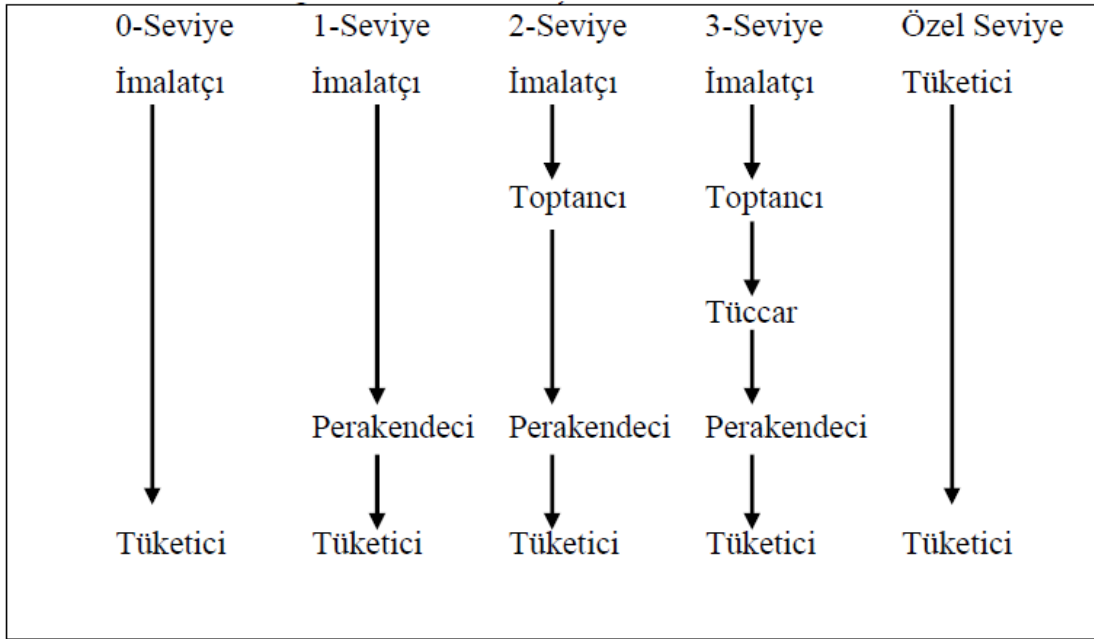 0-Seviye 1-Seviye 2-Seviye 3-Seviye Özel Seviye
İmalatçı İmalatçı İmalatçı İmalatçı Tüketici
Toptancı Toptancı
Tüccar
Perakendeci Perakendeci Perakendeci
Tüketici Tüketici Tüketici Tüketici Tüketici